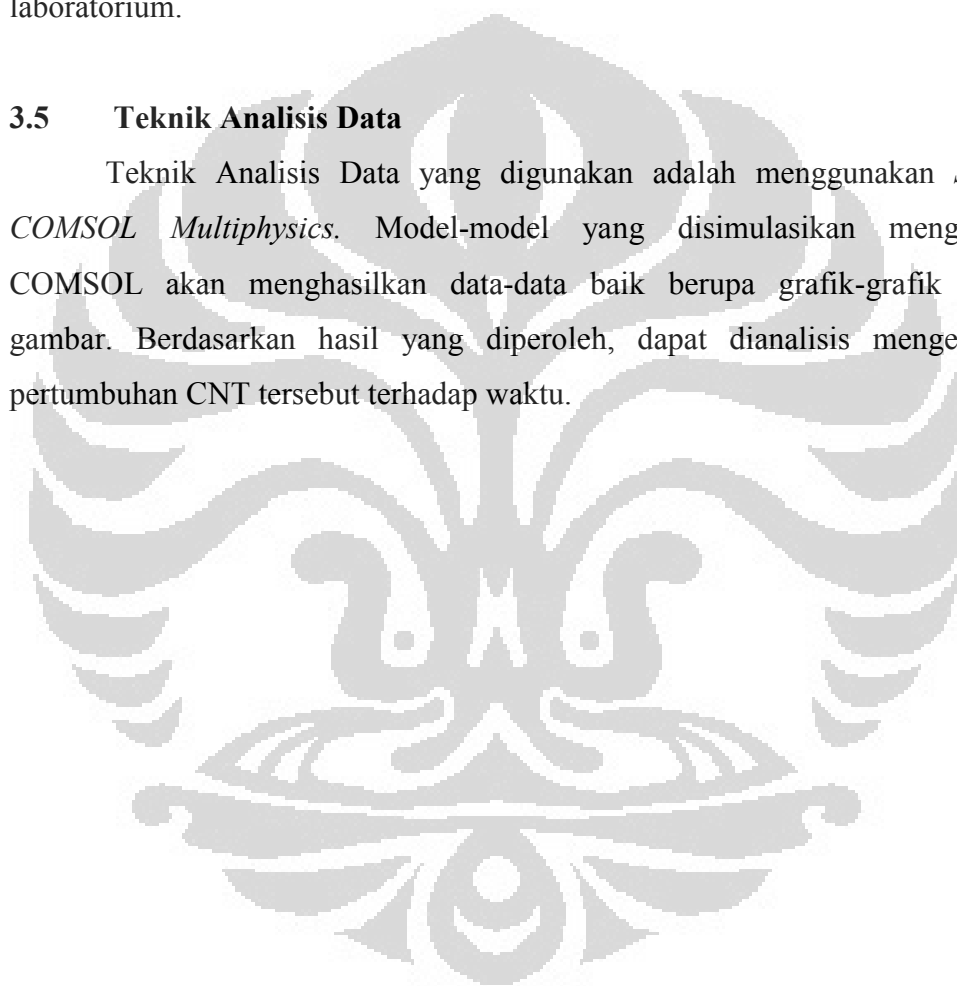 laboratorium.
3.5 Teknik Analisis Data
Teknik Analisis Data yang digunakan adalah menggunakan
COMSOL Multiphysics. Model-model yang disimulasikan
COMSOL akan menghasilkan data-data baik berupa grafik-grafik
gambar. Berdasarkan hasil yang diperoleh, dapat dianalisis
pertumbuhan CNT tersebut terhadap waktu.